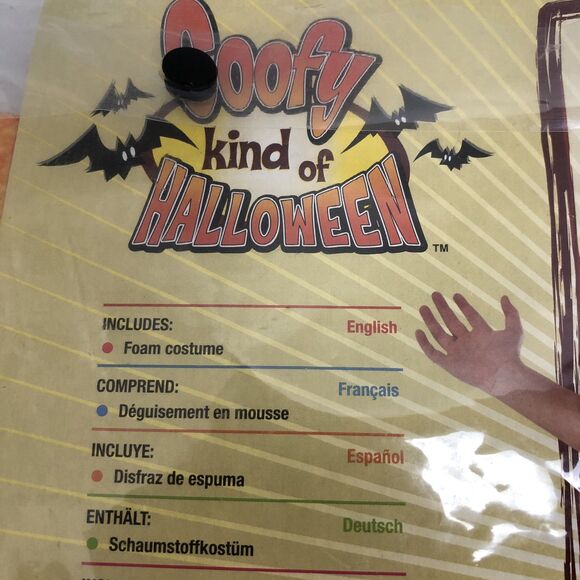 Goofy
kind of
HALLOWEEN ™
INCLUDES: English
• Foam costume
COMPREND: Français
• Déguisement en mousse
INCLUYE: Español
• Disfraz de espuma
ENTHÄLT: Deutsch
• Schaumstoffkostüm